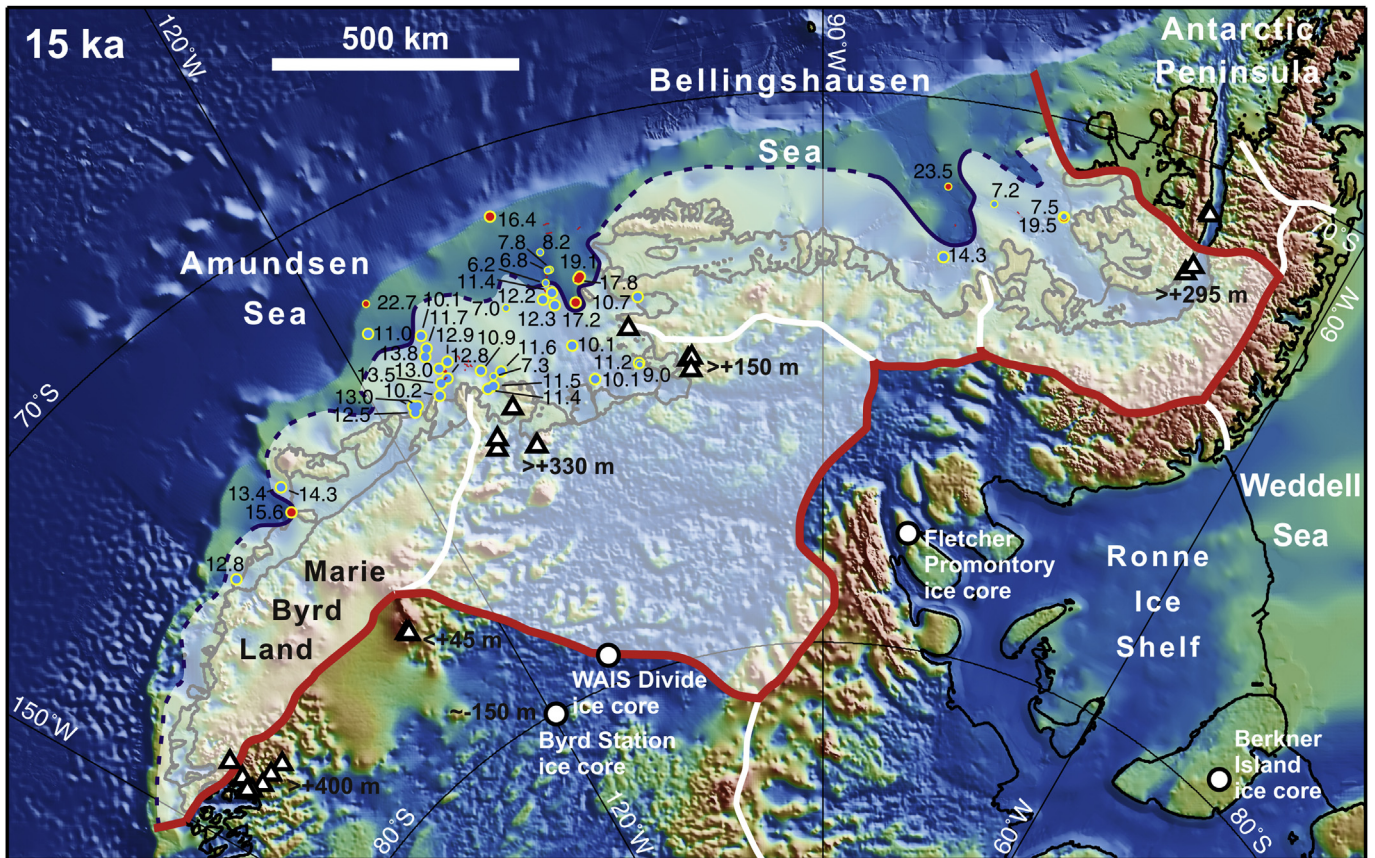 15 ka
120°W
500 km
90°W
Antarctic
Peninsula
Bellingshausen
Sea
23.5
7.2
7.5
19.5
14.3
70°S
60°W
>+295 m
16.4
7.8
8.2
6.8
19.1
6.2
11.4
17.8
12.2
10.7
7.0
12.3
17.2
Amundsen
Sea
22.7
10.1
11.7
11.0
12.9
10.9
13.8
12.8
11.6
10.1
13.0
7.3
11.2
13.5
11.5
10.1
9.0
10.2
11.4
13.0
12.5
>+150 m
70°S
>+330 m
13.4
14.3
15.6
12.8
Marie
Byrd
Land
<+45 m
WAIS Divide
ice core
~-150 m
Byrd Station
ice core
Fletcher
Promontory
ice core
Ronne
Ice
Shelf
Weddell
Sea
150°W
>+400 m
80°S
120°W
60°W
Berkner
Island
ice core
80°S